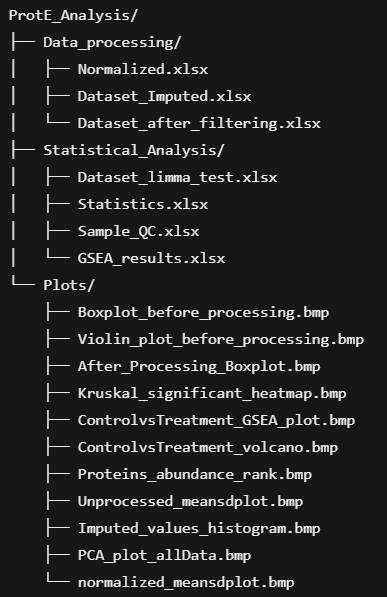 ProtE_Analysis/
├── Data_processing/
│   ├── Normalized.xlsx
│   ├── Dataset_Imputed.xlsx
│   └── Dataset_after_filtering.xlsx
├── Statistical_Analysis/
│   ├── Dataset_limma_test.xlsx
│   ├── Statistics.xlsx
│   ├── Sample_QC.xlsx
│   └── GSEA_results.xlsx
└── Plots/
    ├── Boxplot_before_processing.bmp
    ├── Violin_plot_before_processing.bmp
    ├── After_Processing_Boxplot.bmp
    ├── Kruskal_significant_heatmap.bmp
    ├── ControlvsTreatment_GSEA_plot.bmp
    ├── ControlvsTreatment_volcano.bmp
    ├── Proteins_abundance_rank.bmp
    ├── Unprocessed_meansdplot.bmp
    ├── Imputed_values_histogram.bmp
    ├── PCA_plot_allData.bmp
    └── normalized_meansdplot.bmp